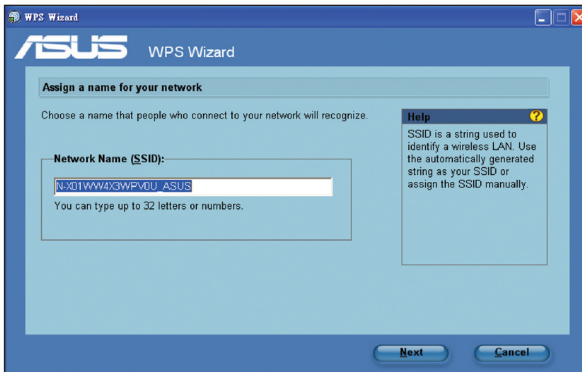 WPS Wizard
ASUS WPS Wizard
Assign a name for your network
Choose a name that people who connect to your network will recognize.
Network Name (SSID):
N-X01WW4X3WPV0U_ASUS
You can type up to 32 letters or numbers.
Help
SSID is a string used to
identify a wireless LAN. Use
the automatically generated
string as your SSID or
assign the SSID manually.
Next Cancel